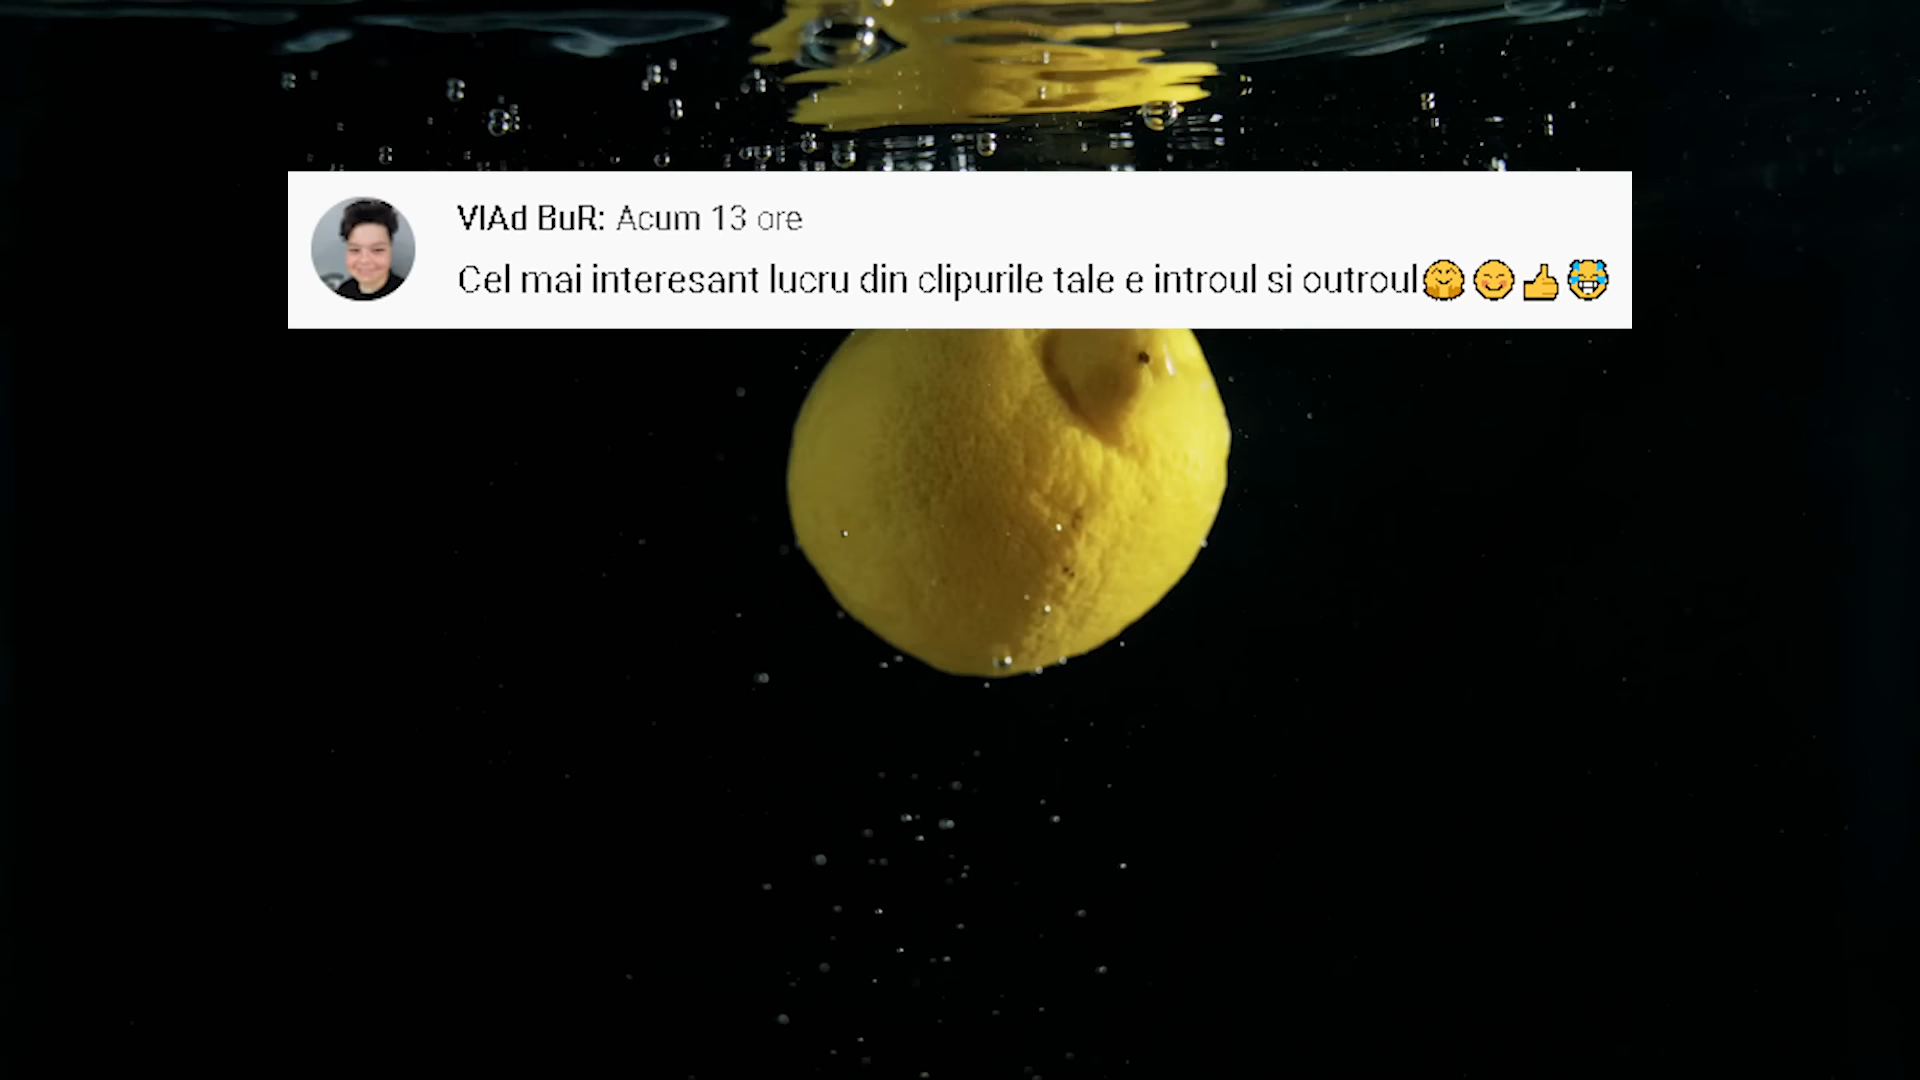 VlAd BuR: Acum 13 ore
Cel mai interesant lucru din clipurile tale e introul si outroul🤗😊👍😹